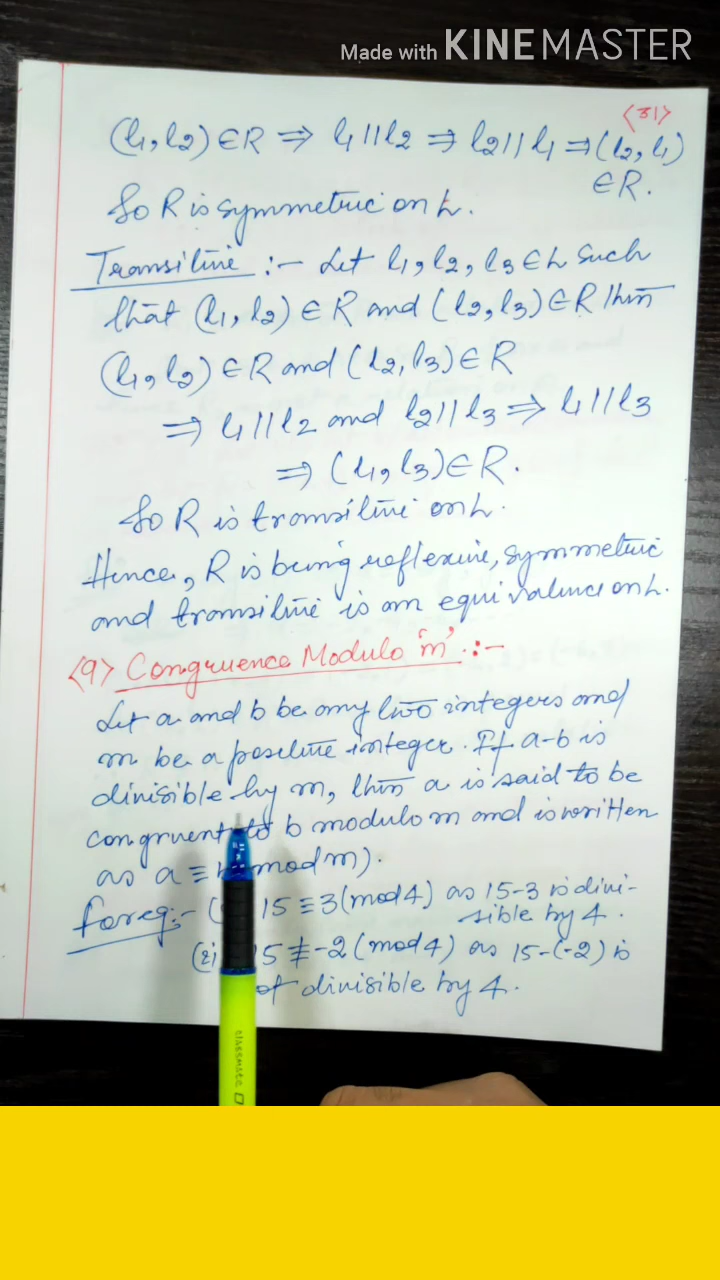 Made with KINEMASTER
<31>
(l1, l2) ∈ R ⇒ l1 || l2 ⇒ l2 || l1 ⇒ (l2, l1)
∈ R.
So R is symmetric on L.
Transitive :- Let l1, l2, l3 ∈ L such
that (l1, l2) ∈ R and (l2, l3) ∈ R then
(l1, l2) ∈ R and (l2, l3) ∈ R
⇒ l1 || l2 and l2 || l3 ⇒ l1 || l3
⇒ (l1, l3) ∈ R.
So R is transitive on L.
Hence, R is being reflexive, symmetric
and transitive is an equivalence on L.
<9> Congruence Modulo 'm' :-
Let a and b be any two integers and
m be a positive integer. If a-b is
divisible by m, then a is said to be
congruent to b modulo m and is written
as a ≡ mod m).
for eg:- ( 15 ≡ 3 (mod 4) as 15-3 is divi-
sible by 4.
(ii 15 ≢ -2 (mod 4) as 15-(-2) is
of divisible by 4.
classmate